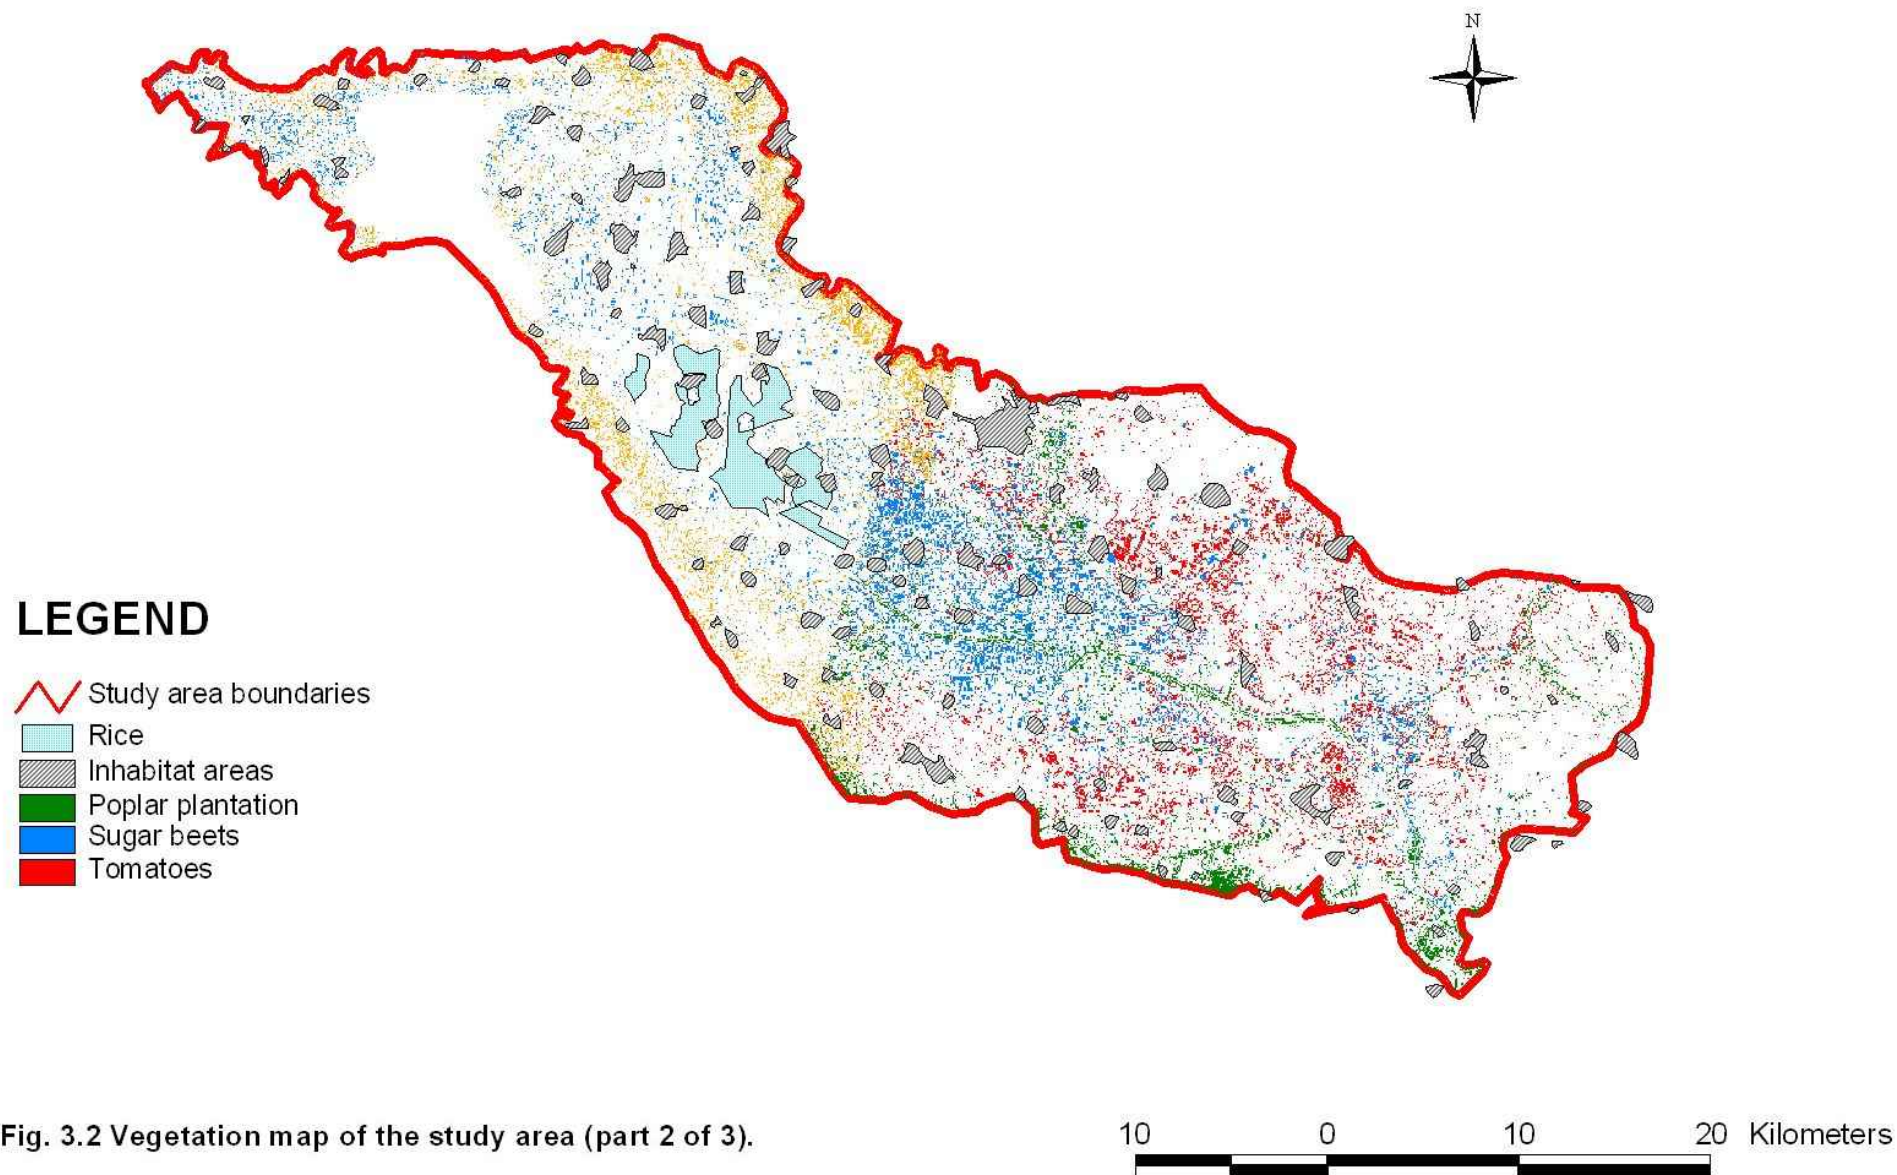 N
LEGEND
Study area boundaries
Rice
Inhabitat areas
Poplar plantation
Sugar beets
Tomatoes
Fig. 3.2 Vegetation map of the study area (part 2 of 3).
10 0 10 20 Kilometers